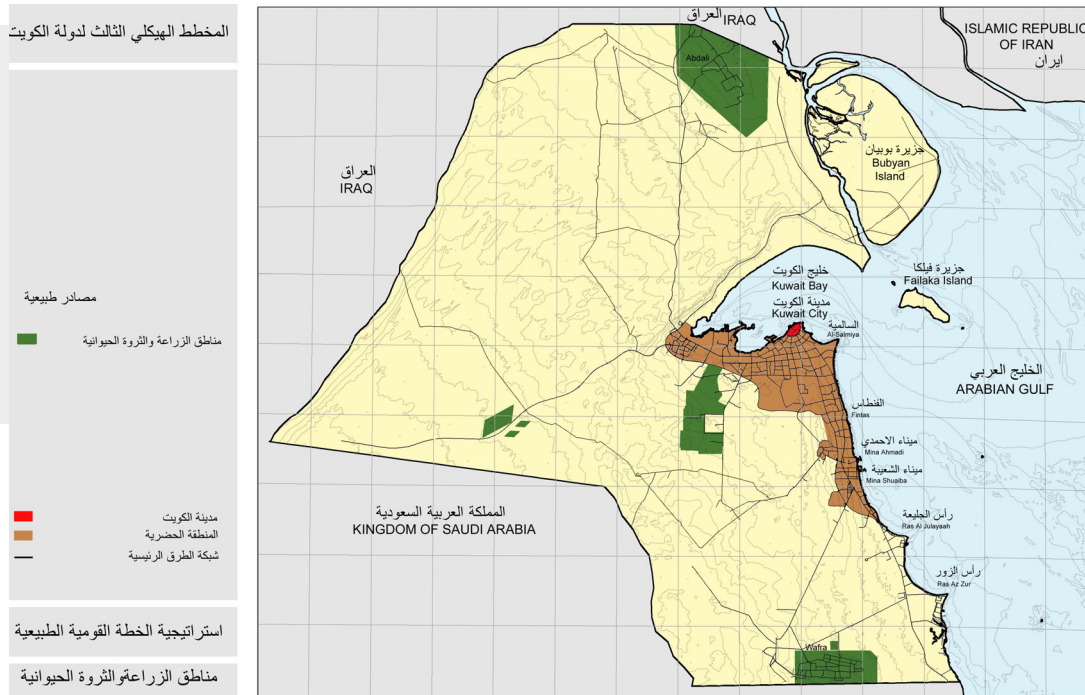 المخطط الهيكلي الثالث لدولة الكويت
مصادر طبيعية
مناطق الزراعة والثروة الحيوانية
مدينة الكويت
المنطقة الحضرية
شبكة الطرق الرئيسية
استراتيجية الخطة القومية الطبيعية
مناطق الزراعةوالثروة الحيوانية
العراق
IRAQ
ISLAMIC REPUBLIC
OF IRAN
ايران
Abdali
العراق
IRAQ
جزيرة بوبيان
Bubyan
Island
خليج الكويت
Kuwait Bay
مدينة الكويت
Kuwait City
جزيرة فيلكا
Failaka Island
السالمية
Al-Salmiya
الخليج العربي
ARABIAN GULF
الفنطاس
Fintas
ميناء الاحمدي
Mina Ahmadi
ميناء الشعيبة
Mina Shuaiba
المملكة العربية السعودية
KINGDOM OF SAUDI ARABIA
رأس الجليعة
Ras Al Julayaah
رأس الزور
Ras Az Zur
Wafra